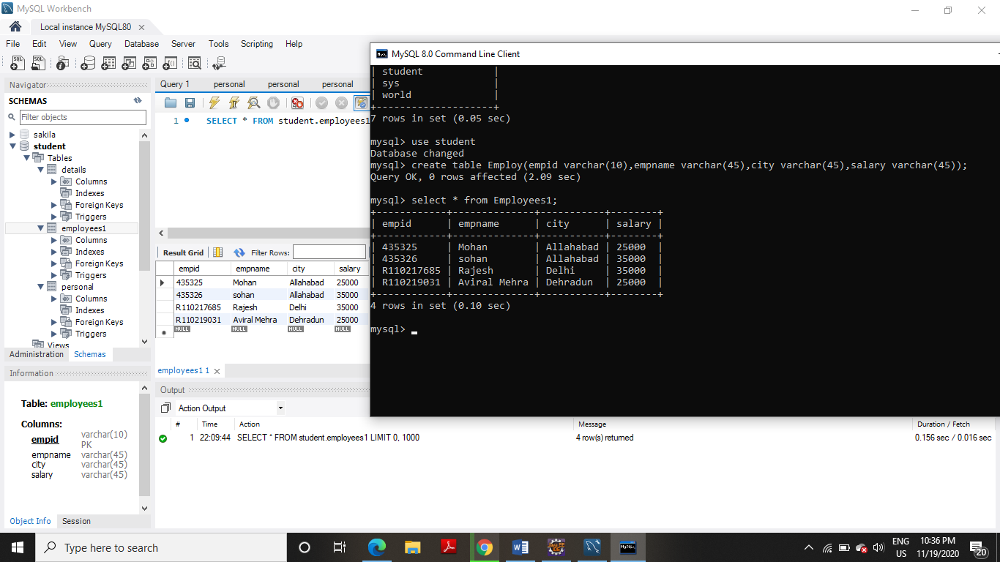 MySQL Workbench
Local instance MySQL80
File Edit View Query Database Server Tools Scripting Help
Navigator
SCHEMAS
Filter objects
sakila
student
Tables
details
Columns
Indexes
Foreign Keys
Triggers
employees1
Columns
Indexes
Foreign Keys
Triggers
personal
Columns
Indexes
Foreign Keys
Triggers
Views
Administration Schemas
Information
Table: employees1
Columns:
empid varchar(10) PK
empname varchar(45)
city varchar(45)
salary varchar(45)
Object Info Session
Query 1 personal personal personal
1 SELECT * FROM student.employees1
Result Grid Filter Rows:
empid empname city salary
435325 Mohan Allahabad 25000
435326 sohan Allahabad 35000
R110217685 Rajesh Delhi 35000
R110219031 Aviral Mehra Dehradun 25000
NULL NULL NULL NULL
employees1 1
Output
Action Output
# Time Action Message Duration / Fetch
1 22:09:44 SELECT * FROM student.employees1 LIMIT 0, 1000 4 row(s) returned 0.156 sec / 0.016 sec
MySQL 8.0 Command Line Client
| student |
| sys |
| world |
+--------------------+
7 rows in set (0.05 sec)
mysql> use student
Database changed
mysql> create table Employ(empid varchar(10),empname varchar(45),city varchar(45),salary varchar(45));
Query OK, 0 rows affected (2.09 sec)
mysql> select * from Employees1;
+------------+--------------+-----------+--------+
| empid | empname | city | salary |
+------------+--------------+-----------+--------+
| 435325 | Mohan | Allahabad | 25000 |
| 435326 | sohan | Allahabad | 35000 |
| R110217685 | Rajesh | Delhi | 35000 |
| R110219031 | Aviral Mehra | Dehradun | 25000 |
+------------+--------------+-----------+--------+
4 rows in set (0.10 sec)
mysql>
Type here to search
ENG
US
10:36 PM
11/19/2020
20